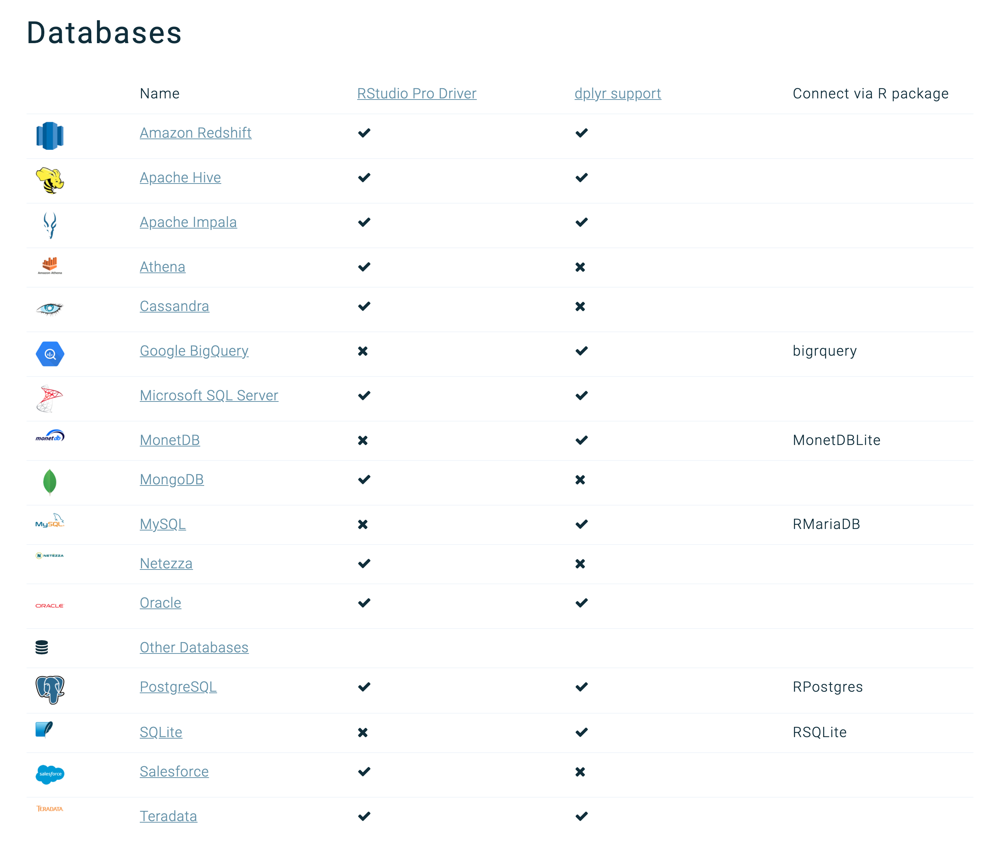 Databases
Name RStudio Pro Driver dplyr support Connect via R package
Amazon Redshift ✔ ✔
Apache Hive ✔ ✔
Apache Impala ✔ ✔
Amazon Athena
Athena ✔ ✖
Cassandra ✔ ✖
Google BigQuery ✖ ✔ bigrquery
Microsoft SQL Server ✔ ✔
monetdb MonetDB ✖ ✔ MonetDBLite
MongoDB ✔ ✖
MySQL MySQL ✖ ✔ RMariaDB
N NETEZZA
Netezza ✔ ✖
ORACLE Oracle ✔ ✔
Other Databases
PostgreSQL ✔ ✔ RPostgres
SQLite ✖ ✔ RSQLite
salesforce Salesforce ✔ ✖
TERADATA
Teradata ✔ ✔